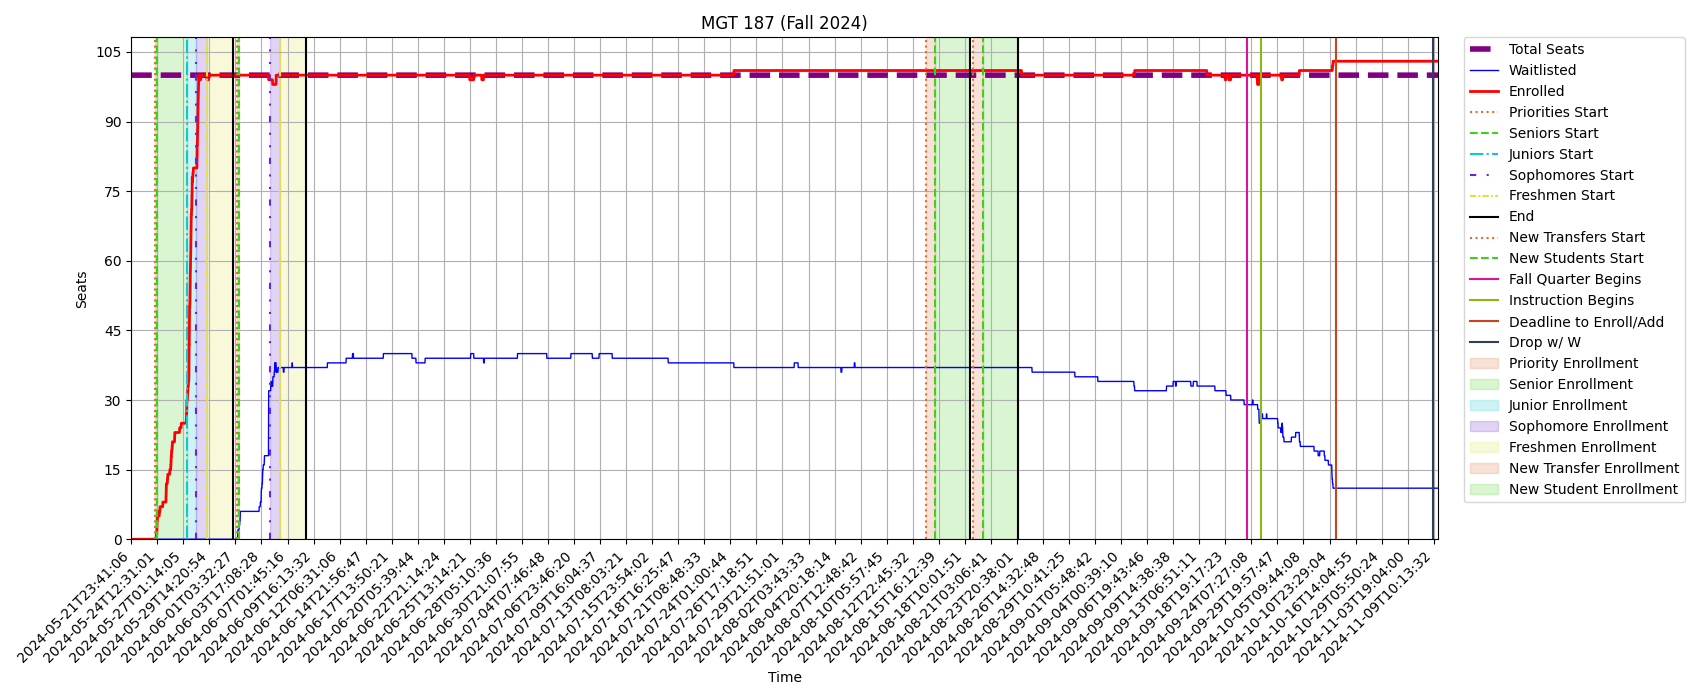 MGT 187 (Fall 2024)
Seats
105
90
75
60
45
30
15
0
2024-05-21T23:41:06
2024-05-24T12:31:01
2024-05-27T01:14:05
2024-05-29T14:20:54
2024-06-01T03:32:27
2024-06-03T17:08:28
2024-06-07T01:45:10
2024-06-09T16:13:32
2024-06-12T06:31:06
2024-06-14T21:56:47
2024-06-17T13:50:21
2024-06-20T05:39:44
2024-06-22T21:14:24
2024-06-25T13:14:21
2024-06-28T05:10:36
2024-06-30T21:07:55
2024-07-04T07:46:48
2024-07-06T23:46:20
2024-07-09T16:04:37
2024-07-13T08:03:21
2024-07-15T23:54:02
2024-07-18T16:25:47
2024-07-21T08:48:33
2024-07-24T01:00:44
2024-07-26T17:18:51
2024-07-29T21:51:01
2024-08-02T03:43:33
2024-08-04T20:18:14
2024-08-07T12:48:42
2024-08-10T05:57:45
2024-08-12T22:45:32
2024-08-15T16:12:39
2024-08-18T10:01:51
2024-08-21T03:06:41
2024-08-23T20:38:01
2024-08-26T14:32:48
2024-08-29T10:41:25
2024-09-01T05:48:42
2024-09-04T00:39:10
2024-09-06T19:43:46
2024-09-09T14:38:38
2024-09-13T06:51:11
2024-09-18T19:17:23
2024-09-24T07:27:08
2024-09-29T19:57:47
2024-10-05T09:44:08
2024-10-10T23:29:04
2024-10-16T14:04:55
2024-10-29T05:50:24
2024-11-03T19:04:00
2024-11-09T10:13:32
Time
Total Seats
Waitlisted
Enrolled
Priorities Start
Seniors Start
Juniors Start
Sophomores Start
Freshmen Start
End
New Transfers Start
New Students Start
Fall Quarter Begins
Instruction Begins
Deadline to Enroll/Add
Drop w/ W
Priority Enrollment
Senior Enrollment
Junior Enrollment
Sophomore Enrollment
Freshmen Enrollment
New Transfer Enrollment
New Student Enrollment